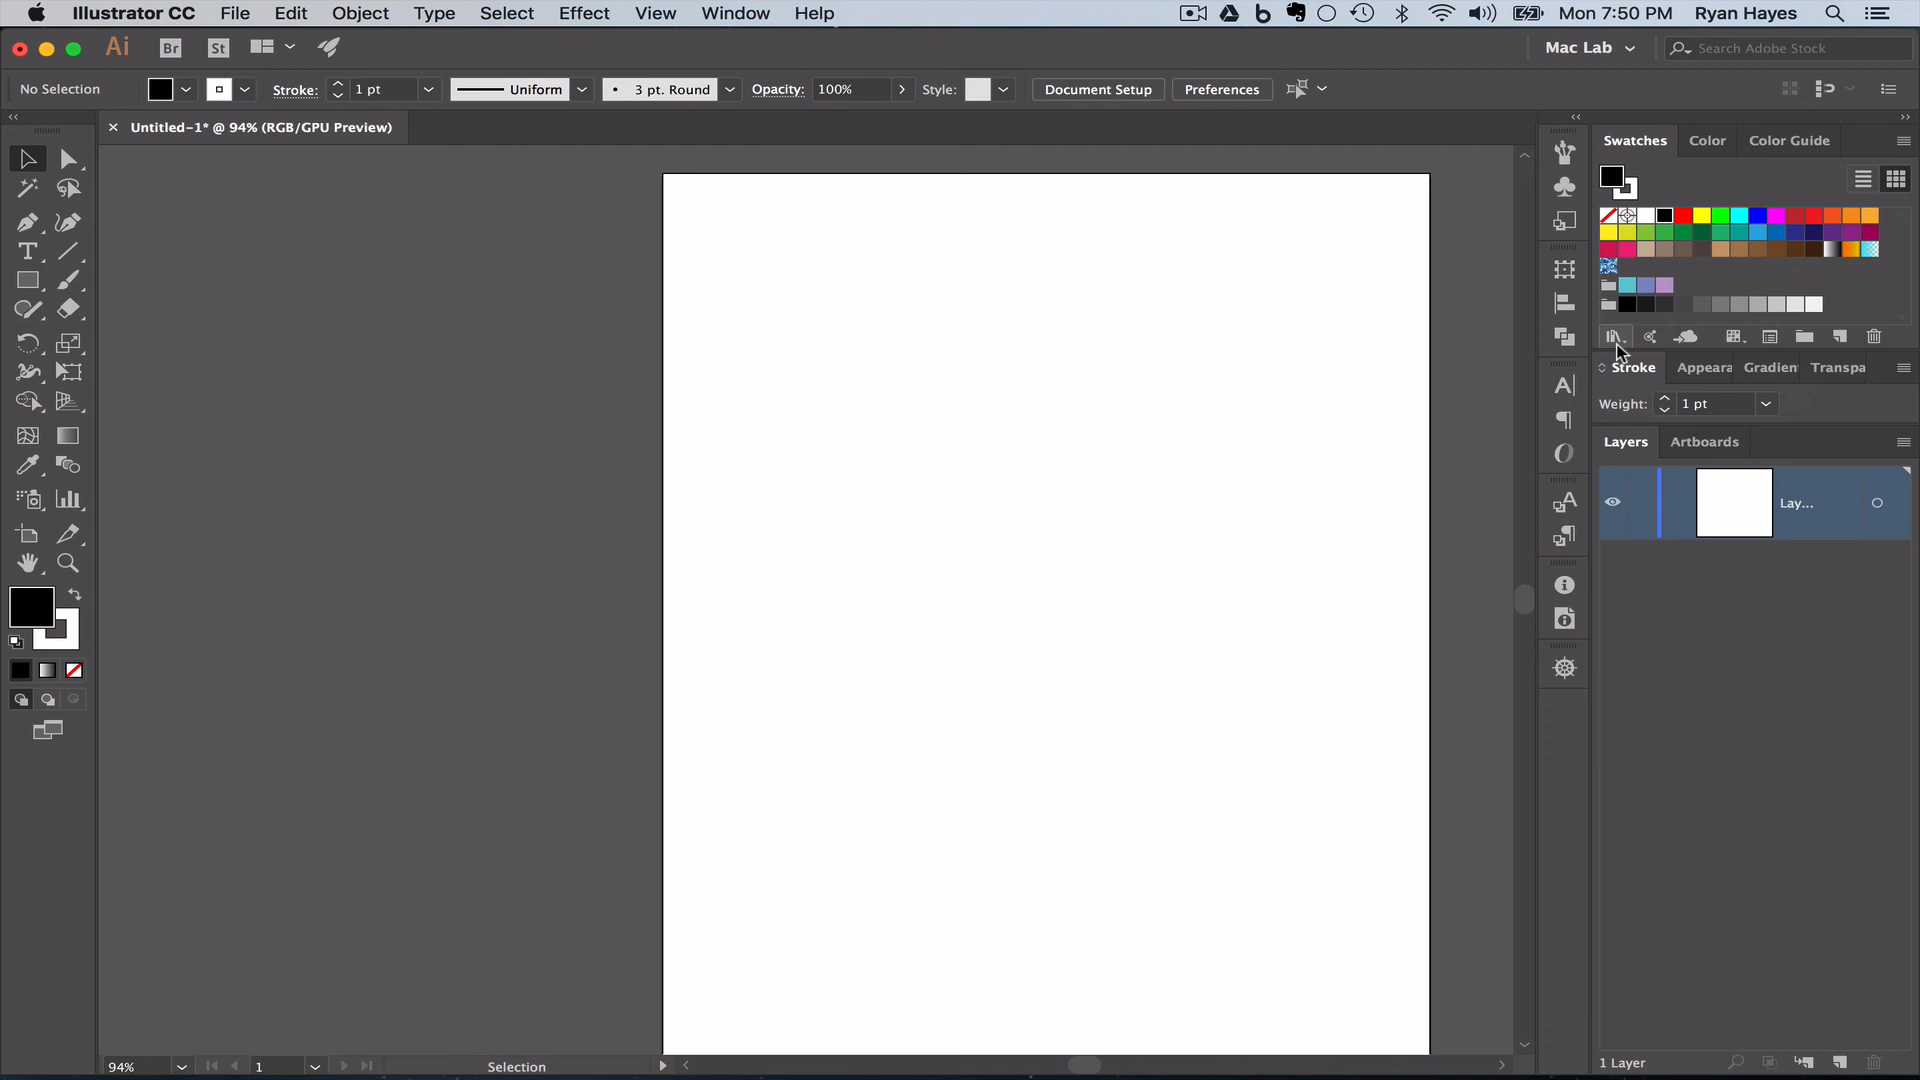 Illustrator CC File Edit Object Type Select Effect View Window Help Mon 7:50 PM Ryan Hayes
Ai Br St Mac Lab Search Adobe Stock
No Selection Stroke: 1 pt Uniform 3 pt. Round Opacity: 100% Style: Document Setup Preferences
Untitled-1* @ 94% (RGB/GPU Preview)
Swatches Color Color Guide
Stroke Appeara Gradien Transpa
Weight: 1 pt
Layers Artboards
Lay...
1 Layer
94% 1 Selection